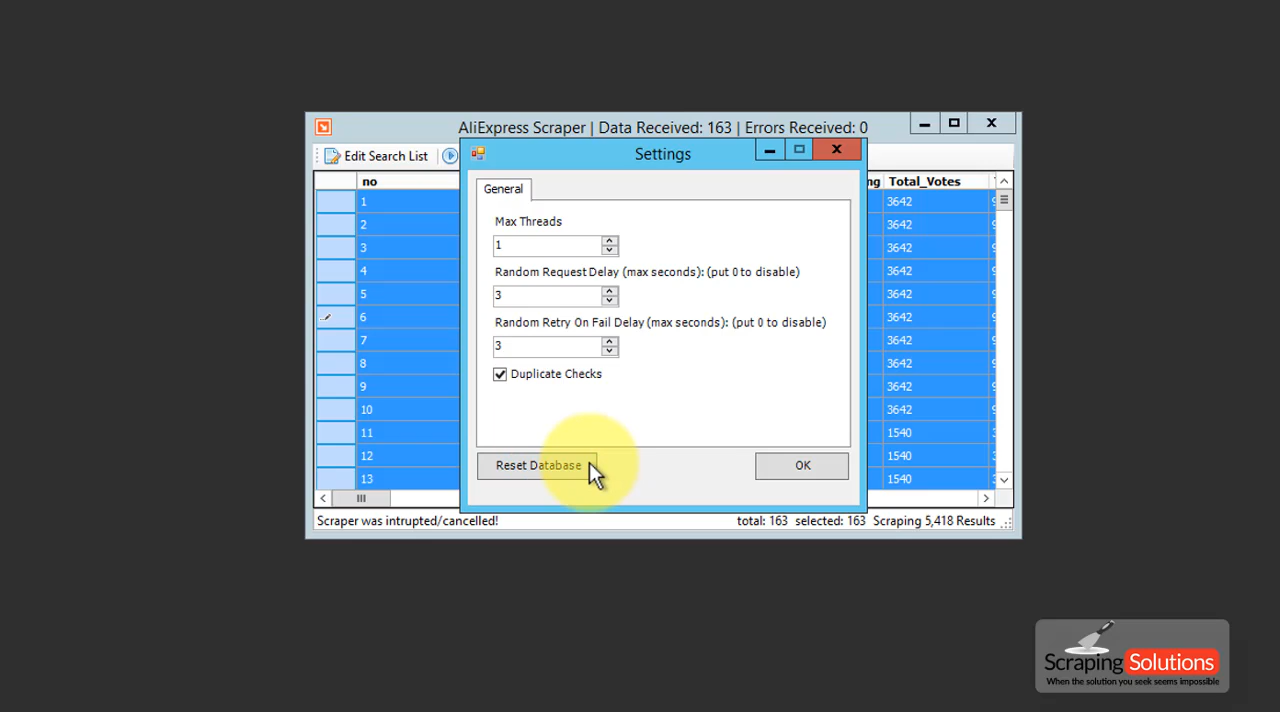 AliExpress Scraper | Data Received: 163 | Errors Received: 0
Edit Search List
Settings
no
ng
Total_Votes
General
1
3642
2
3642
Max Threads
1
3
3642
Random Request Delay (max seconds): (put 0 to disable)
4
3642
3
5
3642
6
3642
Random Retry On Fail Delay (max seconds): (put 0 to disable)
3
7
3642
8
3642
Duplicate Checks
9
3642
10
3642
11
1540
12
1540
Reset Database
OK
13
1540
Scraper was intrupted/cancelled!
total: 163 selected: 163 Scraping 5,418 Results
Scraping Solutions
When the solution you seek seems impossible